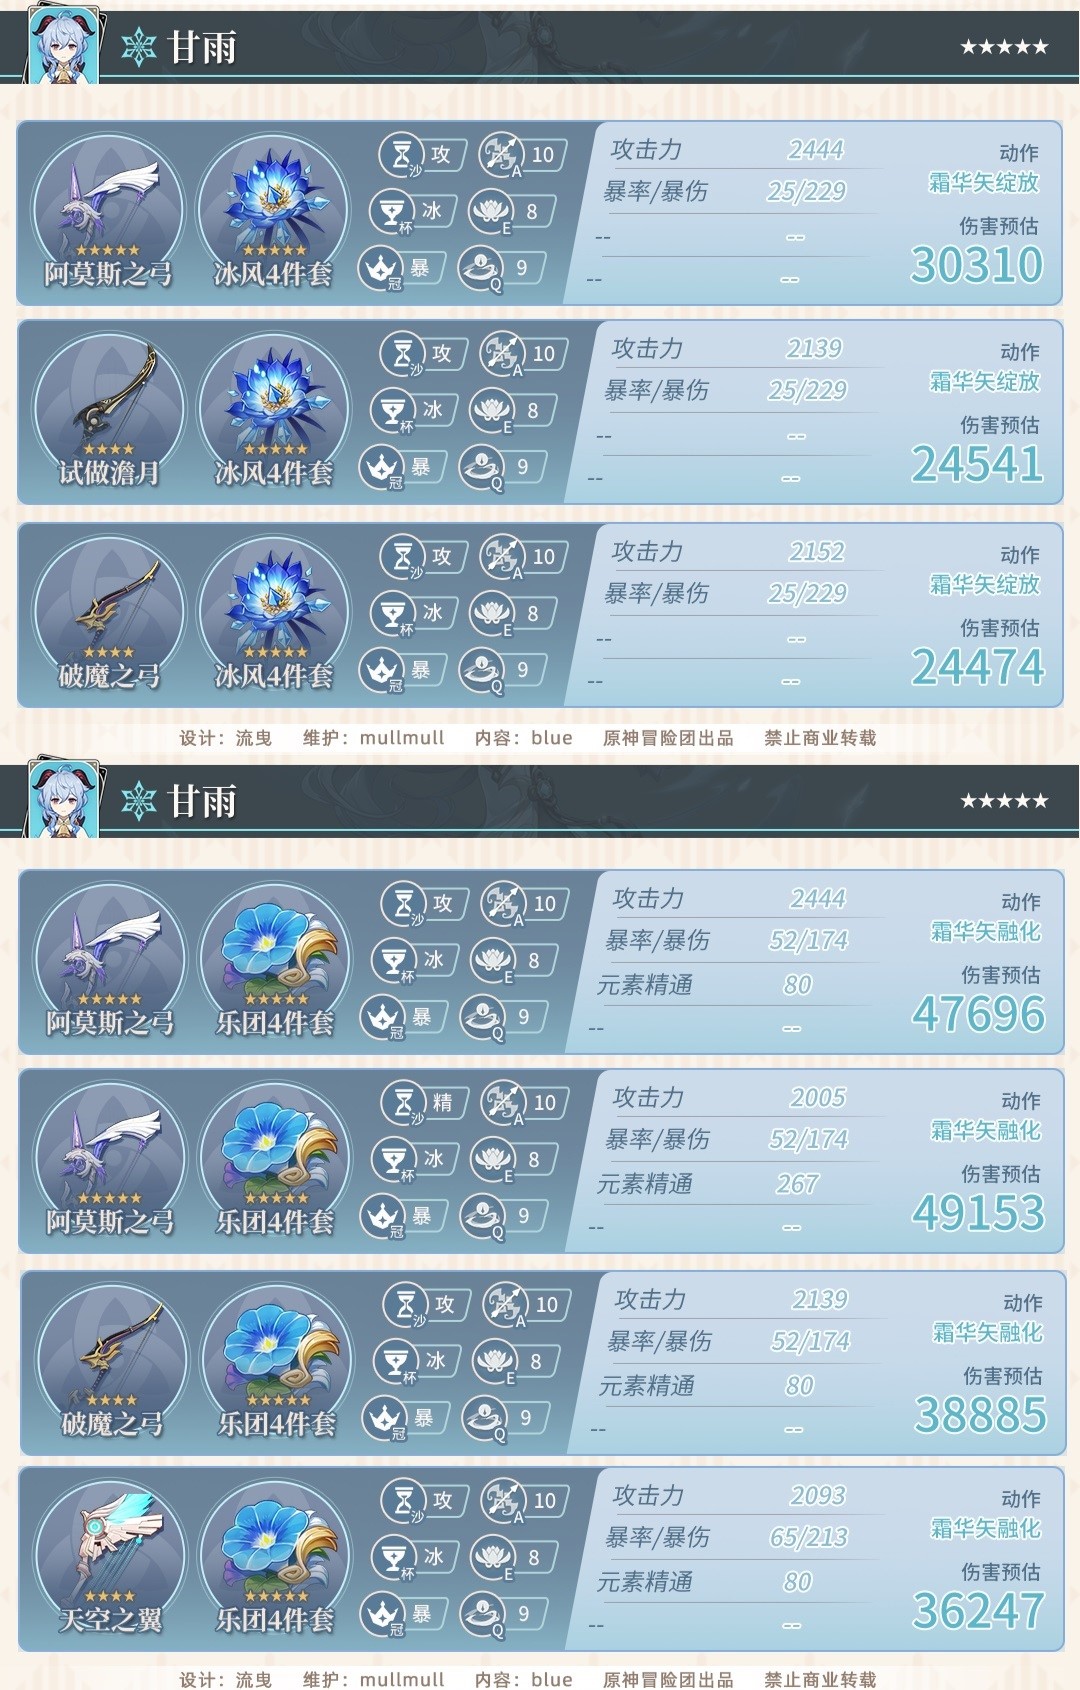 甘雨 ★★★★★
攻 10 攻击力 2444 动作
沙 A 霜华矢绽放
冰 8 暴率/暴伤 25/229
杯 E 伤害预估
★★★★★ ★★★★★ -- -- 30310
阿莫斯之弓 冰风4件套 暴 9 -- --
冠 Q
攻 10 攻击力 2139 动作
沙 A 霜华矢绽放
冰 8 暴率/暴伤 25/229
杯 E 伤害预估
★★★★ ★★★★★ -- -- 24541
试做澹月 冰风4件套 暴 9 -- --
冠 Q
攻 10 攻击力 2152 动作
沙 A 霜华矢绽放
冰 8 暴率/暴伤 25/229
杯 E 伤害预估
★★★★ ★★★★★ -- -- 24474
破魔之弓 冰风4件套 暴 9 -- --
冠 Q
设计：流曳 维护：mullmull 内容：blue 原神冒险团出品 禁止商业转载
甘雨 ★★★★★
攻 10 攻击力 2444 动作
沙 A 霜华矢融化
冰 8 暴率/暴伤 52/174
杯 E 伤害预估
★★★★★ ★★★★★ 元素精通 80 47696
阿莫斯之弓 乐团4件套 暴 9 -- --
冠 Q
精 10 攻击力 2005 动作
沙 A 霜华矢融化
冰 8 暴率/暴伤 52/174
杯 E 伤害预估
★★★★★ ★★★★★ 元素精通 267 49153
阿莫斯之弓 乐团4件套 暴 9 -- --
冠 Q
攻 10 攻击力 2139 动作
沙 A 霜华矢融化
冰 8 暴率/暴伤 52/174
杯 E 伤害预估
★★★★ ★★★★★ 元素精通 80 38885
破魔之弓 乐团4件套 暴 9 -- --
冠 Q
攻 10 攻击力 2093 动作
沙 A 霜华矢融化
冰 8 暴率/暴伤 65/213
杯 E 伤害预估
★★★★ ★★★★★ 元素精通 80 36247
天空之翼 乐团4件套 暴 9 -- --
冠 Q
设计：流曳 维护：mullmull 内容：blue 原神冒险团出品 禁止商业转载